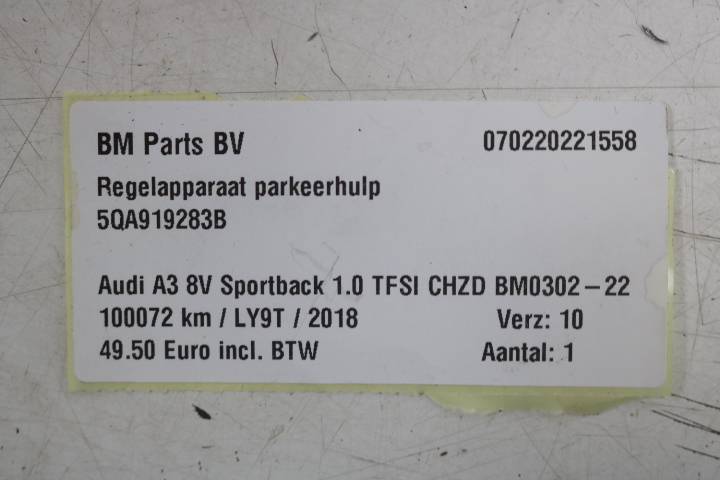 BM Parts BV 070220221558
Regelapparaat parkeerhulp
5QA919283B
Audi A3 8V Sportback 1.0 TFSI CHZD BM0302-22
100072 km / LY9T / 2018 Verz: 10
49.50 Euro incl. BTW Aantal: 1